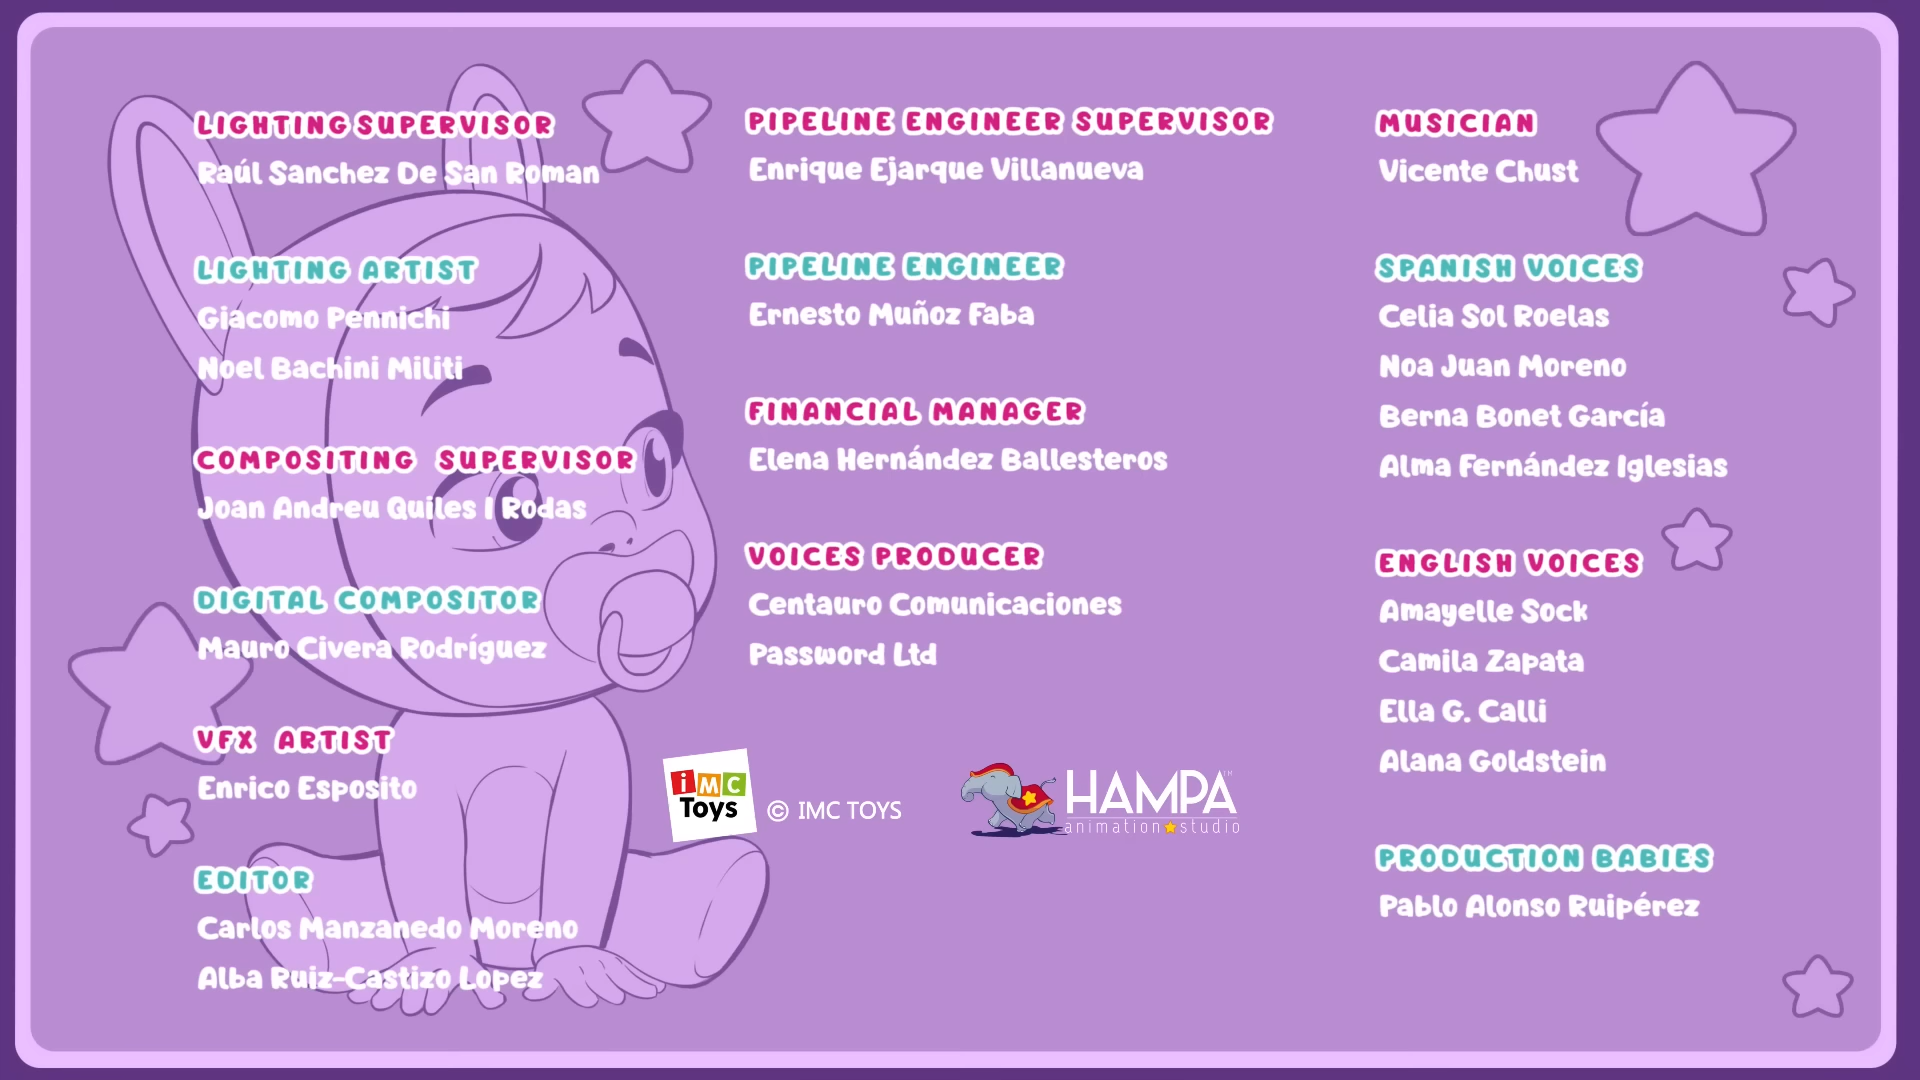 LIGHTING SUPERVISOR
Raúl Sanchez De San Roman
LIGHTING ARTIST
Giacomo Pennichi
Noel Bachini Militi
COMPOSITING SUPERVISOR
Joan Andreu Quiles I Rodas
DIGITAL COMPOSITOR
Mauro Civera Rodríguez
VFX ARTIST
Enrico Esposito
EDITOR
Carlos Manzanedo Moreno
Alba Ruiz-Castizo Lopez
PIPELINE ENGINEER SUPERVISOR
Enrique Ejarque Villanueva
PIPELINE ENGINEER
Ernesto Muñoz Faba
FINANCIAL MANAGER
Elena Hernández Ballesteros
VOICES PRODUCER
Centauro Comunicaciones
Password Ltd
iMC
Toys
© IMC TOYS
HAMPA™
animation studio
MUSICIAN
Vicente Chust
SPANISH VOICES
Celia Sol Roelas
Noa Juan Moreno
Berna Bonet García
Alma Fernández Iglesias
ENGLISH VOICES
Amayelle Sock
Camila Zapata
Ella G. Calli
Alana Goldstein
PRODUCTION BABIES
Pablo Alonso Ruipérez